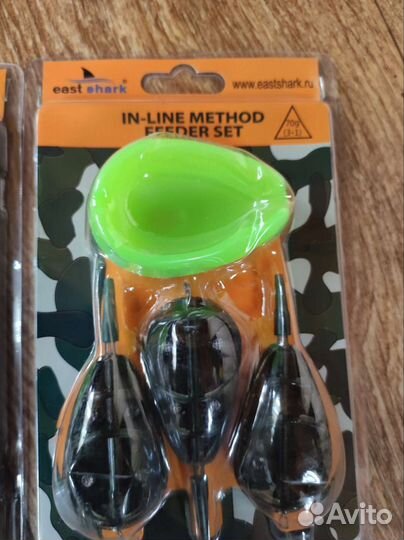 east shark ®
www.eastshark.ru
IN-LINE METHOD
FEEDER SET
70g
(3+1)
Avito